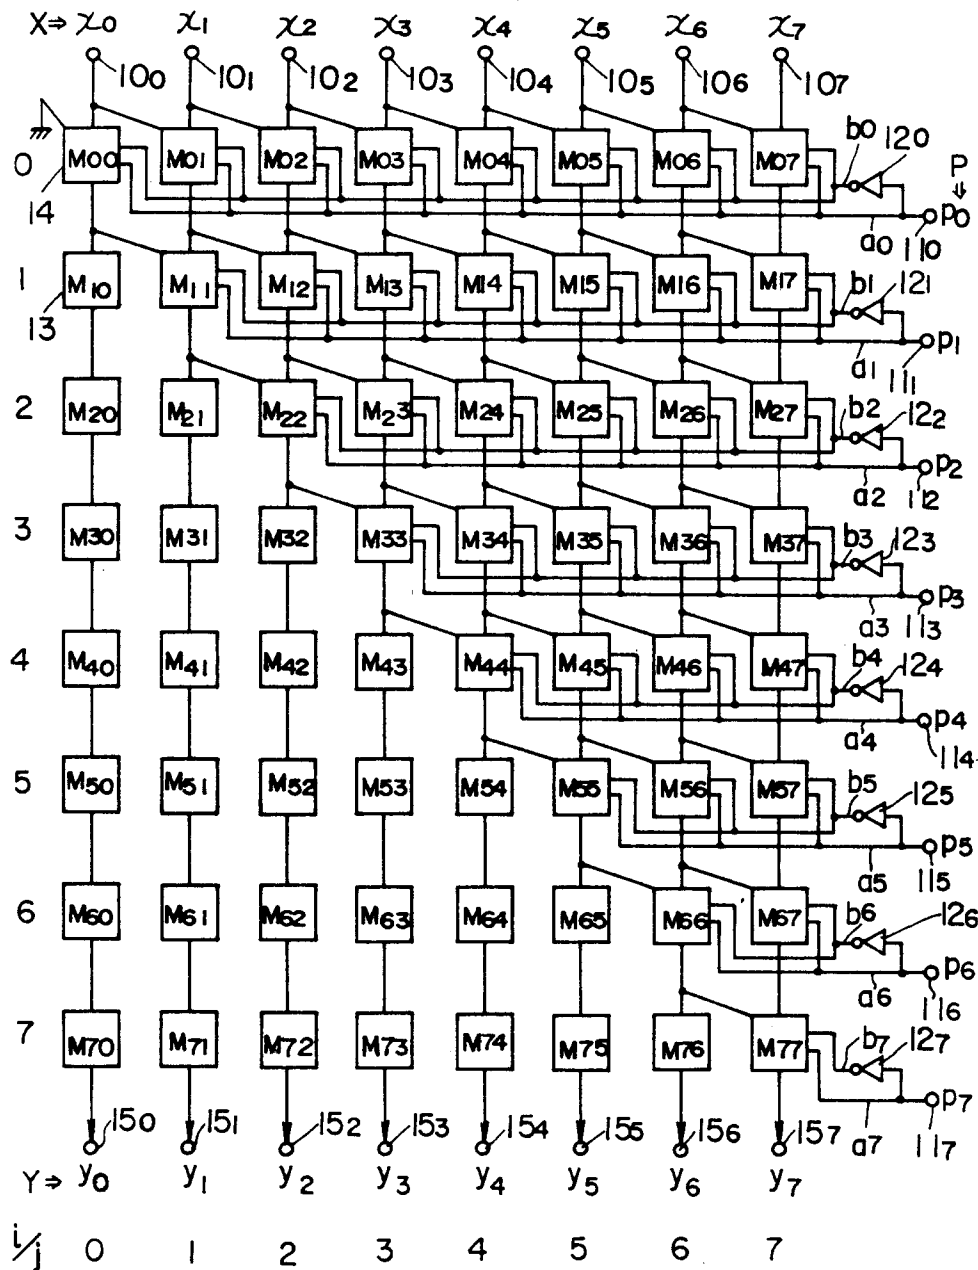 X⇒ x₀ x₁ x₂ x₃ x₄ x₅ x₆ x₇
10₀ 10₁ 10₂ 10₃ 10₄ 10₅ 10₆ 10₇
b₀ 12₀
P
⇓
0 M₀₀ M₀₁ M₀₂ M₀₃ M₀₄ M₀₅ M₀₆ M₀₇
14 a₀ p₀
11₀
1 M₁₀ M₁₁ M₁₂ M₁₃ M₁₄ M₁₅ M₁₆ M₁₇ b₁ 12₁
13 a₁ p₁
11₁
2 M₂₀ M₂₁ M₂₂ M₂₃ M₂₄ M₂₅ M₂₆ M₂₇ b₂ 12₂
a₂ p₂
11₂
3 M₃₀ M₃₁ M₃₂ M₃₃ M₃₄ M₃₅ M₃₆ M₃₇ b₃ 12₃
a₃ p₃
11₃
4 M₄₀ M₄₁ M₄₂ M₄₃ M₄₄ M₄₅ M₄₆ M₄₇ b₄ 12₄
a₄ p₄
11₄
5 M₅₀ M₅₁ M₅₂ M₅₃ M₅₄ M₅₅ M₅₆ M₅₇ b₅ 12₅
a₅ p₅
11₅
6 M₆₀ M₆₁ M₆₂ M₆₃ M₆₄ M₆₅ M₆₆ M₆₇ b₆ 12₆
a₆ p₆
11₆
7 M₇₀ M₇₁ M₇₂ M₇₃ M₇₄ M₇₅ M₇₆ M₇₇ b₇ 12₇
a₇ p₇
11₇
15₀ 15₁ 15₂ 15₃ 15₄ 15₅ 15₆ 15₇
Y⇒ y₀ y₁ y₂ y₃ y₄ y₅ y₆ y₇
i/j 0 1 2 3 4 5 6 7